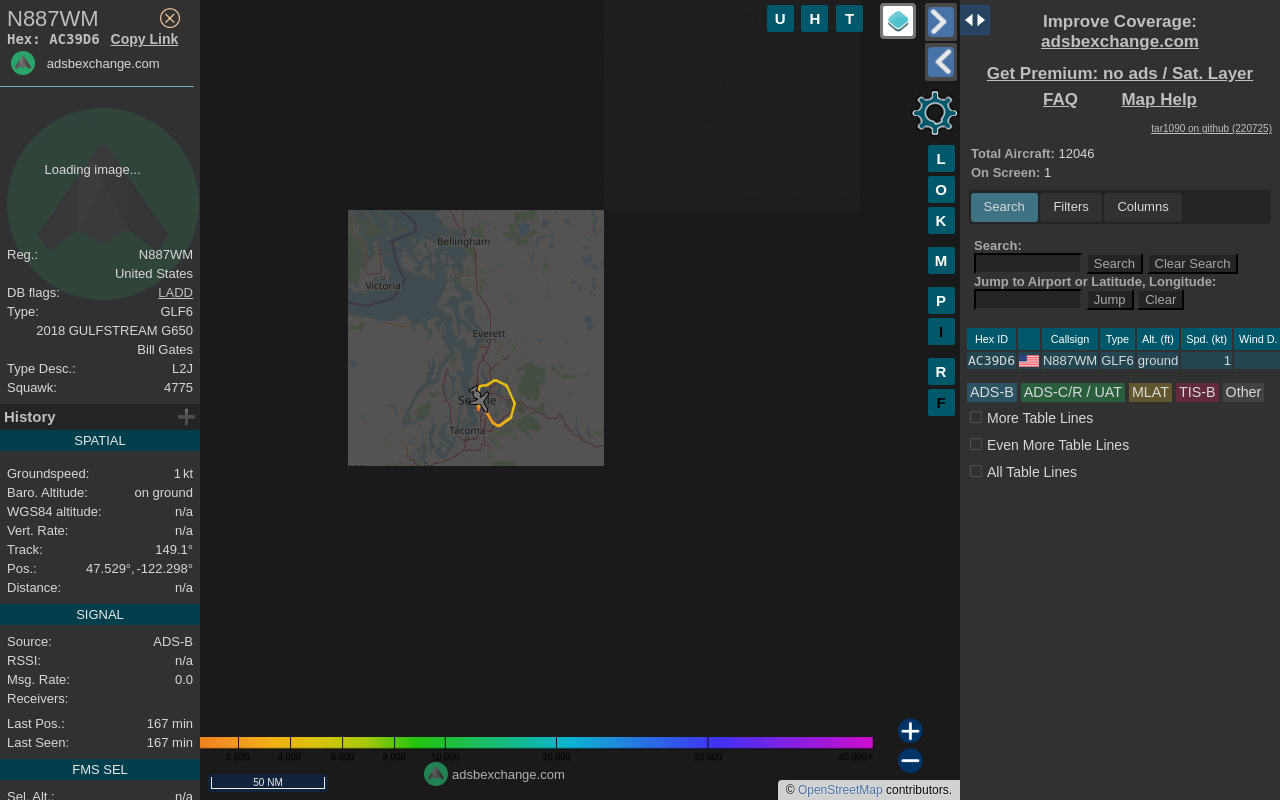 N887WM
Hex: AC39D6 Copy Link
adsbexchange.com
Loading image...
Reg.: N887WM
United States
DB flags: LADD
Type: GLF6
2018 GULFSTREAM G650
Bill Gates
Type Desc.: L2J
Squawk: 4775
History
SPATIAL
Groundspeed: 1 kt
Baro. Altitude: on ground
WGS84 altitude: n/a
Vert. Rate: n/a
Track: 149.1°
Pos.: 47.529°, -122.298°
Distance: n/a
SIGNAL
Source: ADS-B
RSSI: n/a
Msg. Rate: 0.0
Receivers:
Last Pos.: 167 min
Last Seen: 167 min
FMS SEL
Sel. Alt.: n/a
U H T
L
O
K
M
P
I
R
F
Bellingham
Victoria
Everett
Seattle
Tacoma
2 000 4 000 6 000 8 000 10 000 20 000 30 000 40 000+
50 NM
adsbexchange.com
© OpenStreetMap contributors.
Improve Coverage:
adsbexchange.com
Get Premium: no ads / Sat. Layer
FAQ Map Help
tar1090 on github (220725)
Total Aircraft: 12046
On Screen: 1
Search Filters Columns
Search:
Search Clear Search
Jump to Airport or Latitude, Longitude:
Jump Clear
Hex ID Callsign Type Alt. (ft) Spd. (kt) Wind D.
AC39D6 N887WM GLF6 ground 1
ADS-B ADS-C/R / UAT MLAT TIS-B Other
More Table Lines
Even More Table Lines
All Table Lines